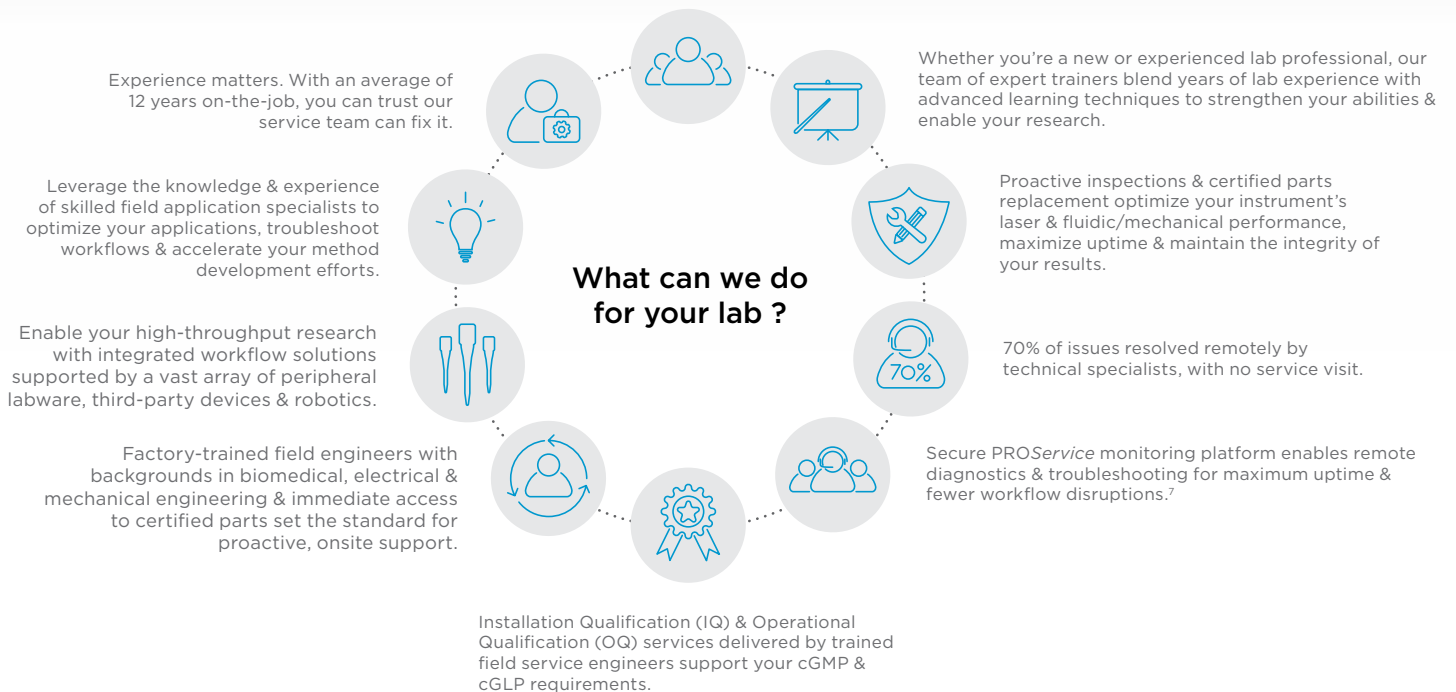 Experience matters. With an average of
12 years on-the-job, you can trust our
service team can fix it.
Whether you’re a new or experienced lab professional, our
team of expert trainers blend years of lab experience with
advanced learning techniques to strengthen your abilities &
enable your research.
Leverage the knowledge & experience
of skilled field application specialists to
optimize your applications, troubleshoot
workflows & accelerate your method
development efforts.
Proactive inspections & certified parts
replacement optimize your instrument’s
laser & fluidic/mechanical performance,
maximize uptime & maintain the integrity of
your results.
What can we do
for your lab ?
Enable your high-throughput research
with integrated workflow solutions
supported by a vast array of peripheral
labware, third-party devices & robotics.
70%
70% of issues resolved remotely by
technical specialists, with no service visit.
Factory-trained field engineers with
backgrounds in biomedical, electrical &
mechanical engineering & immediate access
to certified parts set the standard for
proactive, onsite support.
Secure PROService monitoring platform enables remote
diagnostics & troubleshooting for maximum uptime &
fewer workflow disruptions.⁷
Installation Qualification (IQ) & Operational
Qualification (OQ) services delivered by trained
field service engineers support your cGMP &
cGLP requirements.